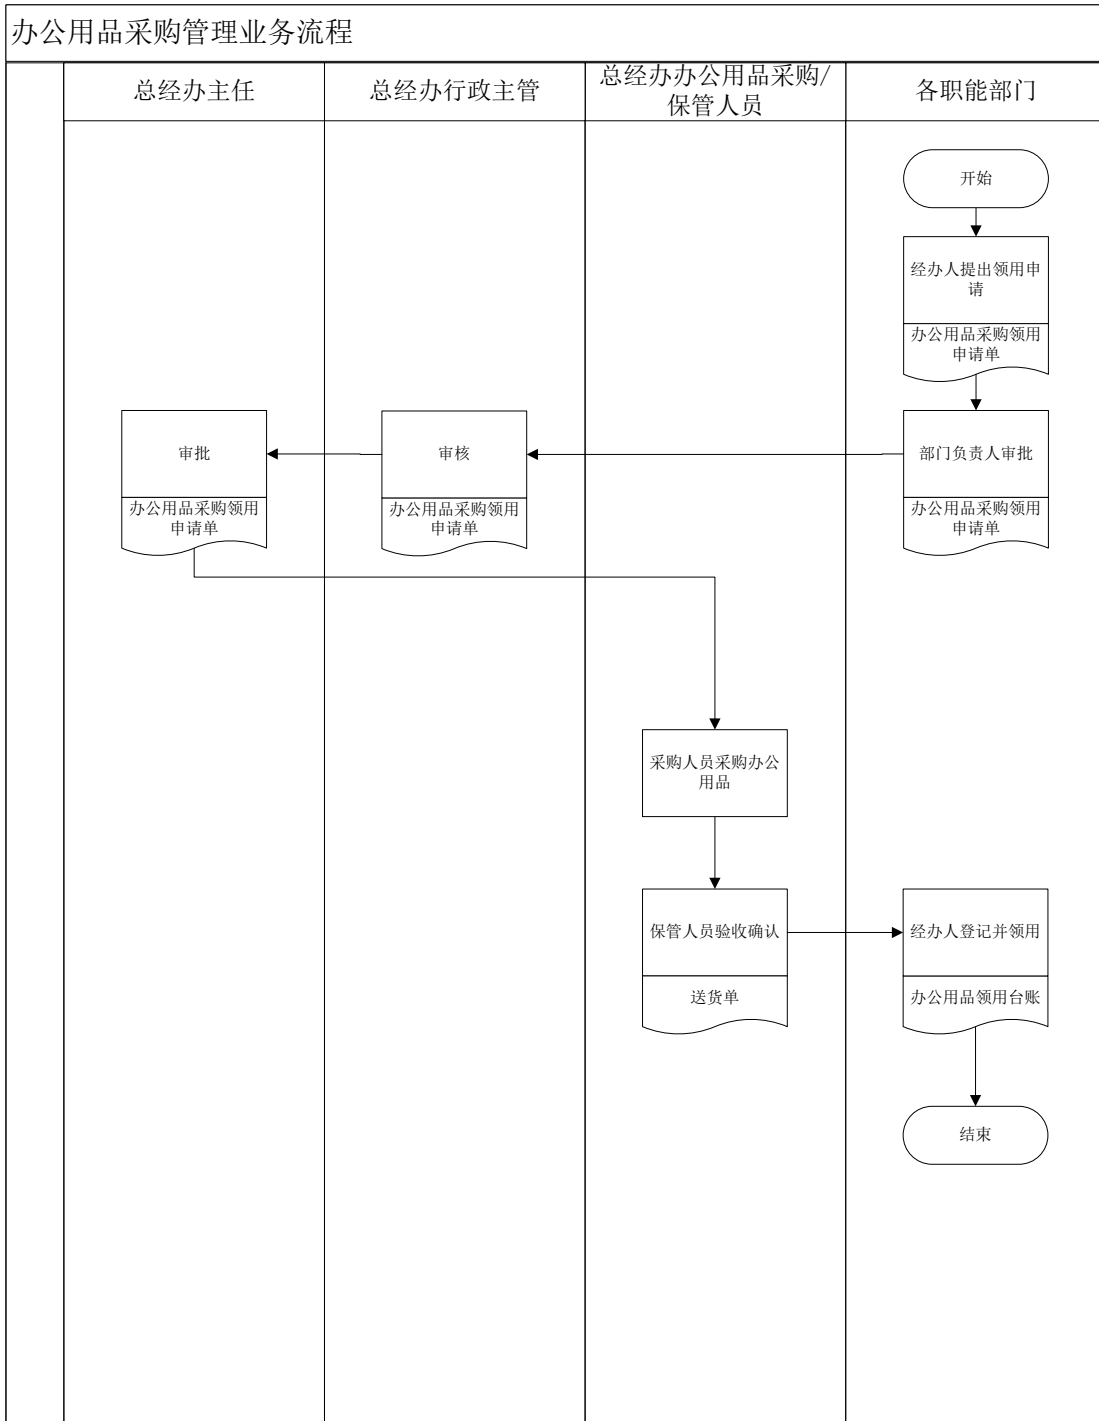 办公用品采购管理业务流程
总经办主任
总经办行政主管
总经办办公用品采购/
保管人员
各职能部门
开始
经办人提出领用申
请
办公用品采购领用
申请单
审批
办公用品采购领用
申请单
审核
办公用品采购领用
申请单
部门负责人审批
办公用品采购领用
申请单
采购人员采购办公
用品
保管人员验收确认
送货单
经办人登记并领用
办公用品领用台账
结束